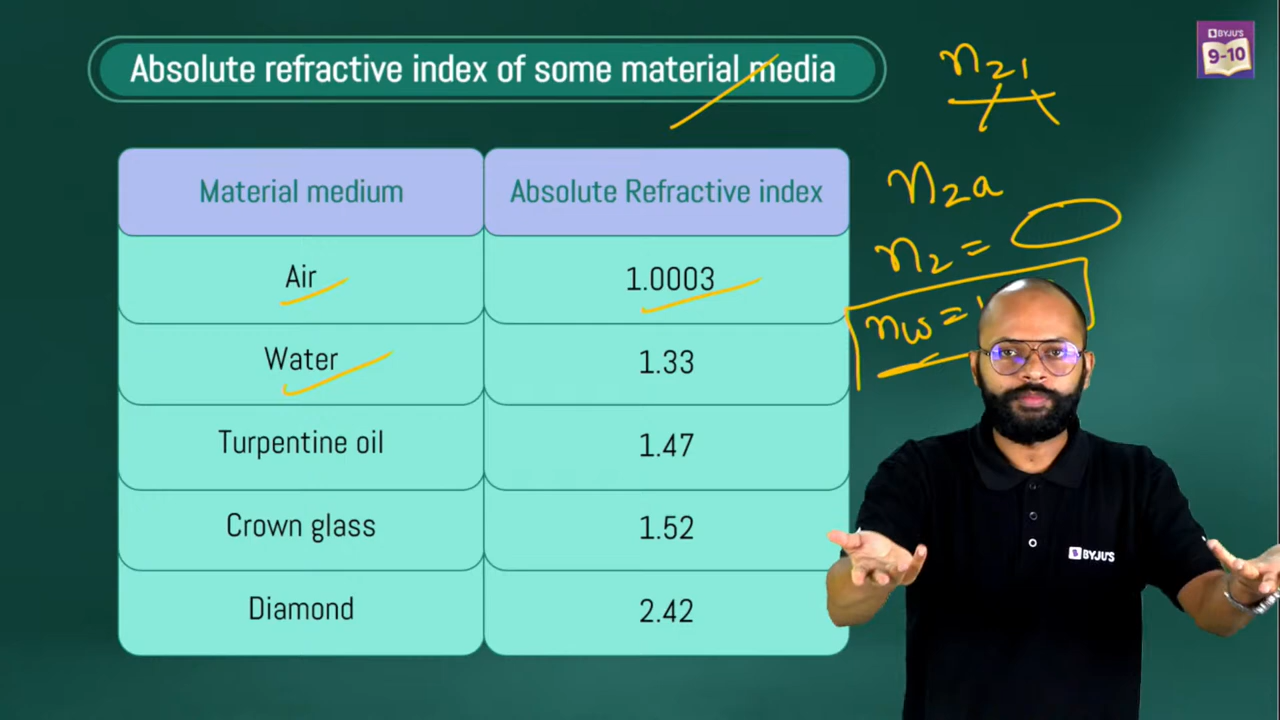 Absolute refractive index of some material media
BYJU'S
9-10
n21
Material medium
Absolute Refractive index
n2a
Air
1.0003
n2 =
Water
1.33
nw =
Turpentine oil
1.47
Crown glass
1.52
BYJU'S
Diamond
2.42